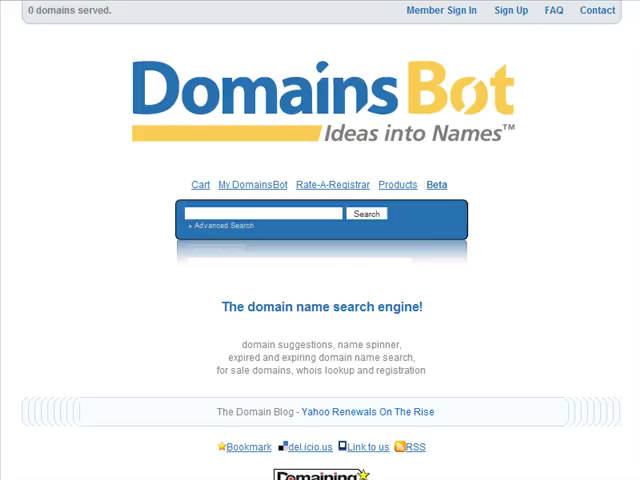 0 domains served.
Member Sign In Sign Up FAQ Contact
DomainsBot
Ideas into Names™
Cart My DomainsBot Rate-A-Registrar Products Beta
Search
» Advanced Search
The domain name search engine!
domain suggestions, name spinner,
expired and expiring domain name search,
for sale domains, whois lookup and registration
The Domain Blog - Yahoo Renewals On The Rise
Bookmark del.icio.us Link to us RSS
Domaining